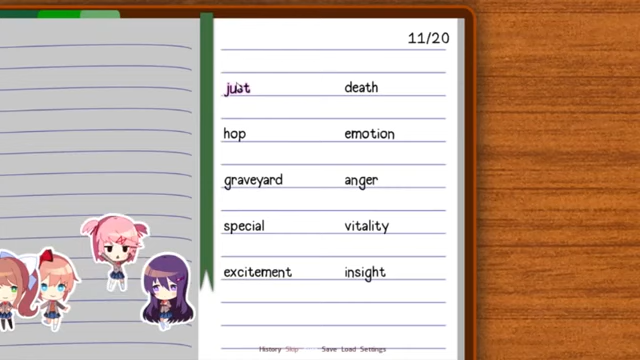 11/20
just death
hop emotion
graveyard anger
special vitality
excitement insight
History Skip Save Load Settings